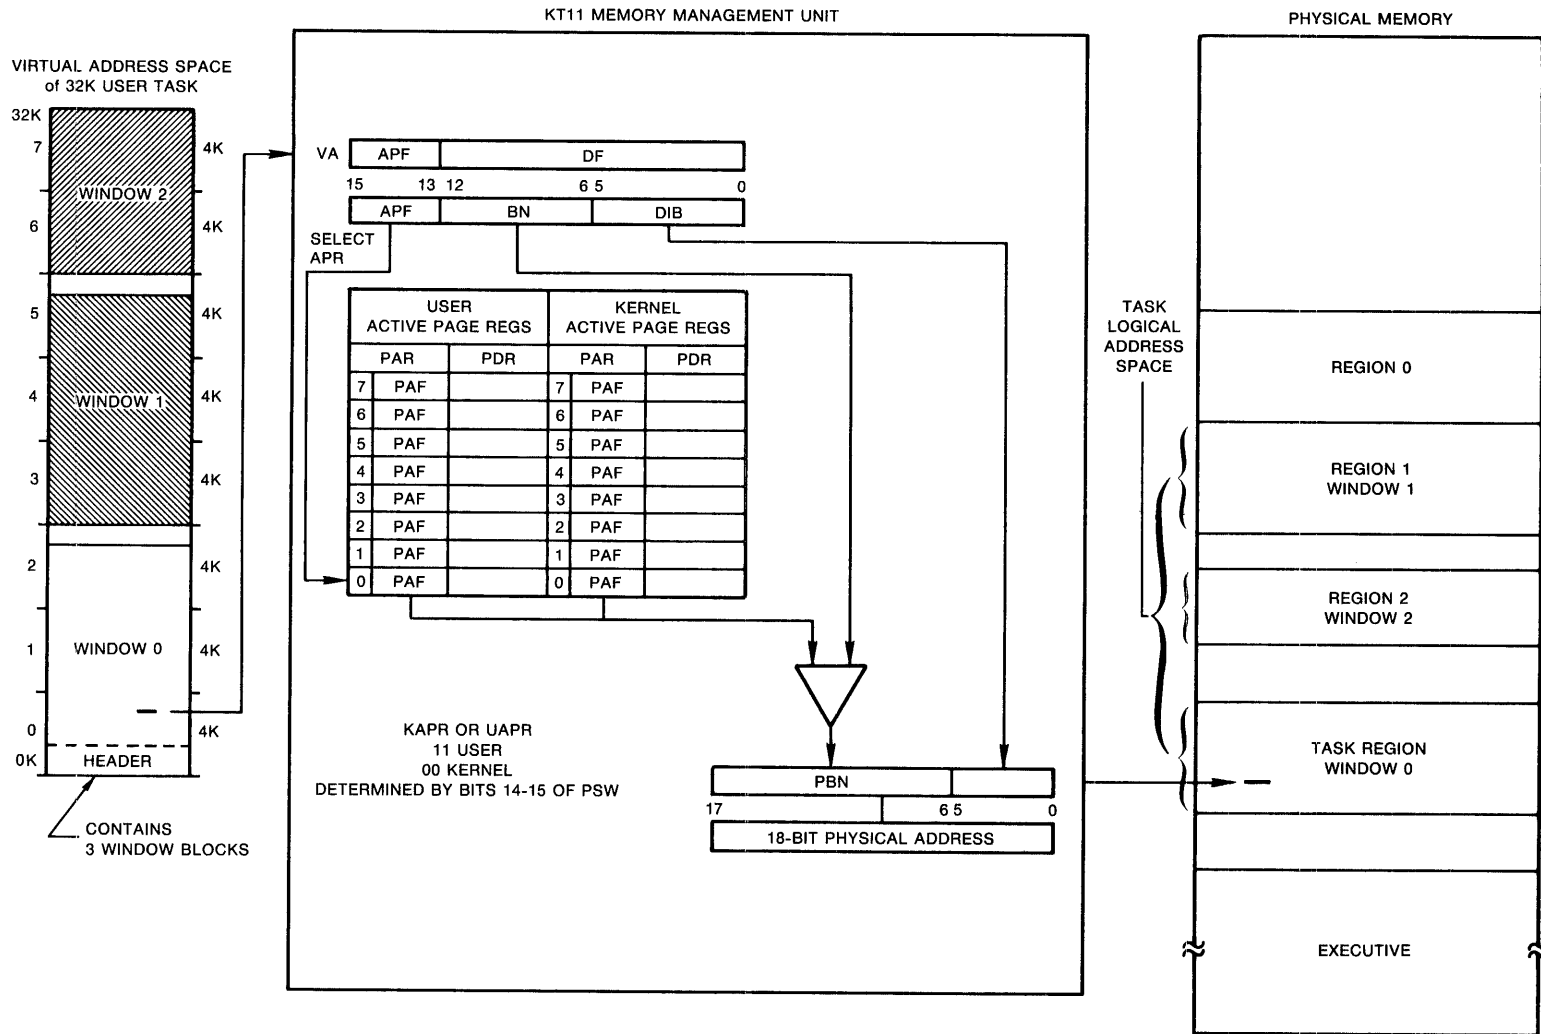 KT11 MEMORY MANAGEMENT UNIT
PHYSICAL MEMORY
VIRTUAL ADDRESS SPACE
of 32K USER TASK
32K
7
4K
WINDOW 2
6
4K
5
4K
4
4K
WINDOW 1
3
4K
2
4K
1
WINDOW 0
4K
0
4K
0K
HEADER
CONTAINS
3 WINDOW BLOCKS
VA
APF
DF
15
13
12
6
5
0
APF
BN
DIB
SELECT
APR
USER
ACTIVE PAGE REGS
KERNEL
ACTIVE PAGE REGS
PAR
PDR
PAR
PDR
7 PAF 7 PAF
6 PAF 6 PAF
5 PAF 5 PAF
4 PAF 4 PAF
3 PAF 3 PAF
2 PAF 2 PAF
1 PAF 1 PAF
0 PAF 0 PAF
KAPR OR UAPR
11 USER
00 KERNEL
DETERMINED BY BITS 14-15 OF PSW
PBN
17
6
5
0
18-BIT PHYSICAL ADDRESS
TASK
LOGICAL
ADDRESS
SPACE
REGION 0
REGION 1
WINDOW 1
REGION 2
WINDOW 2
TASK REGION
WINDOW 0
EXECUTIVE